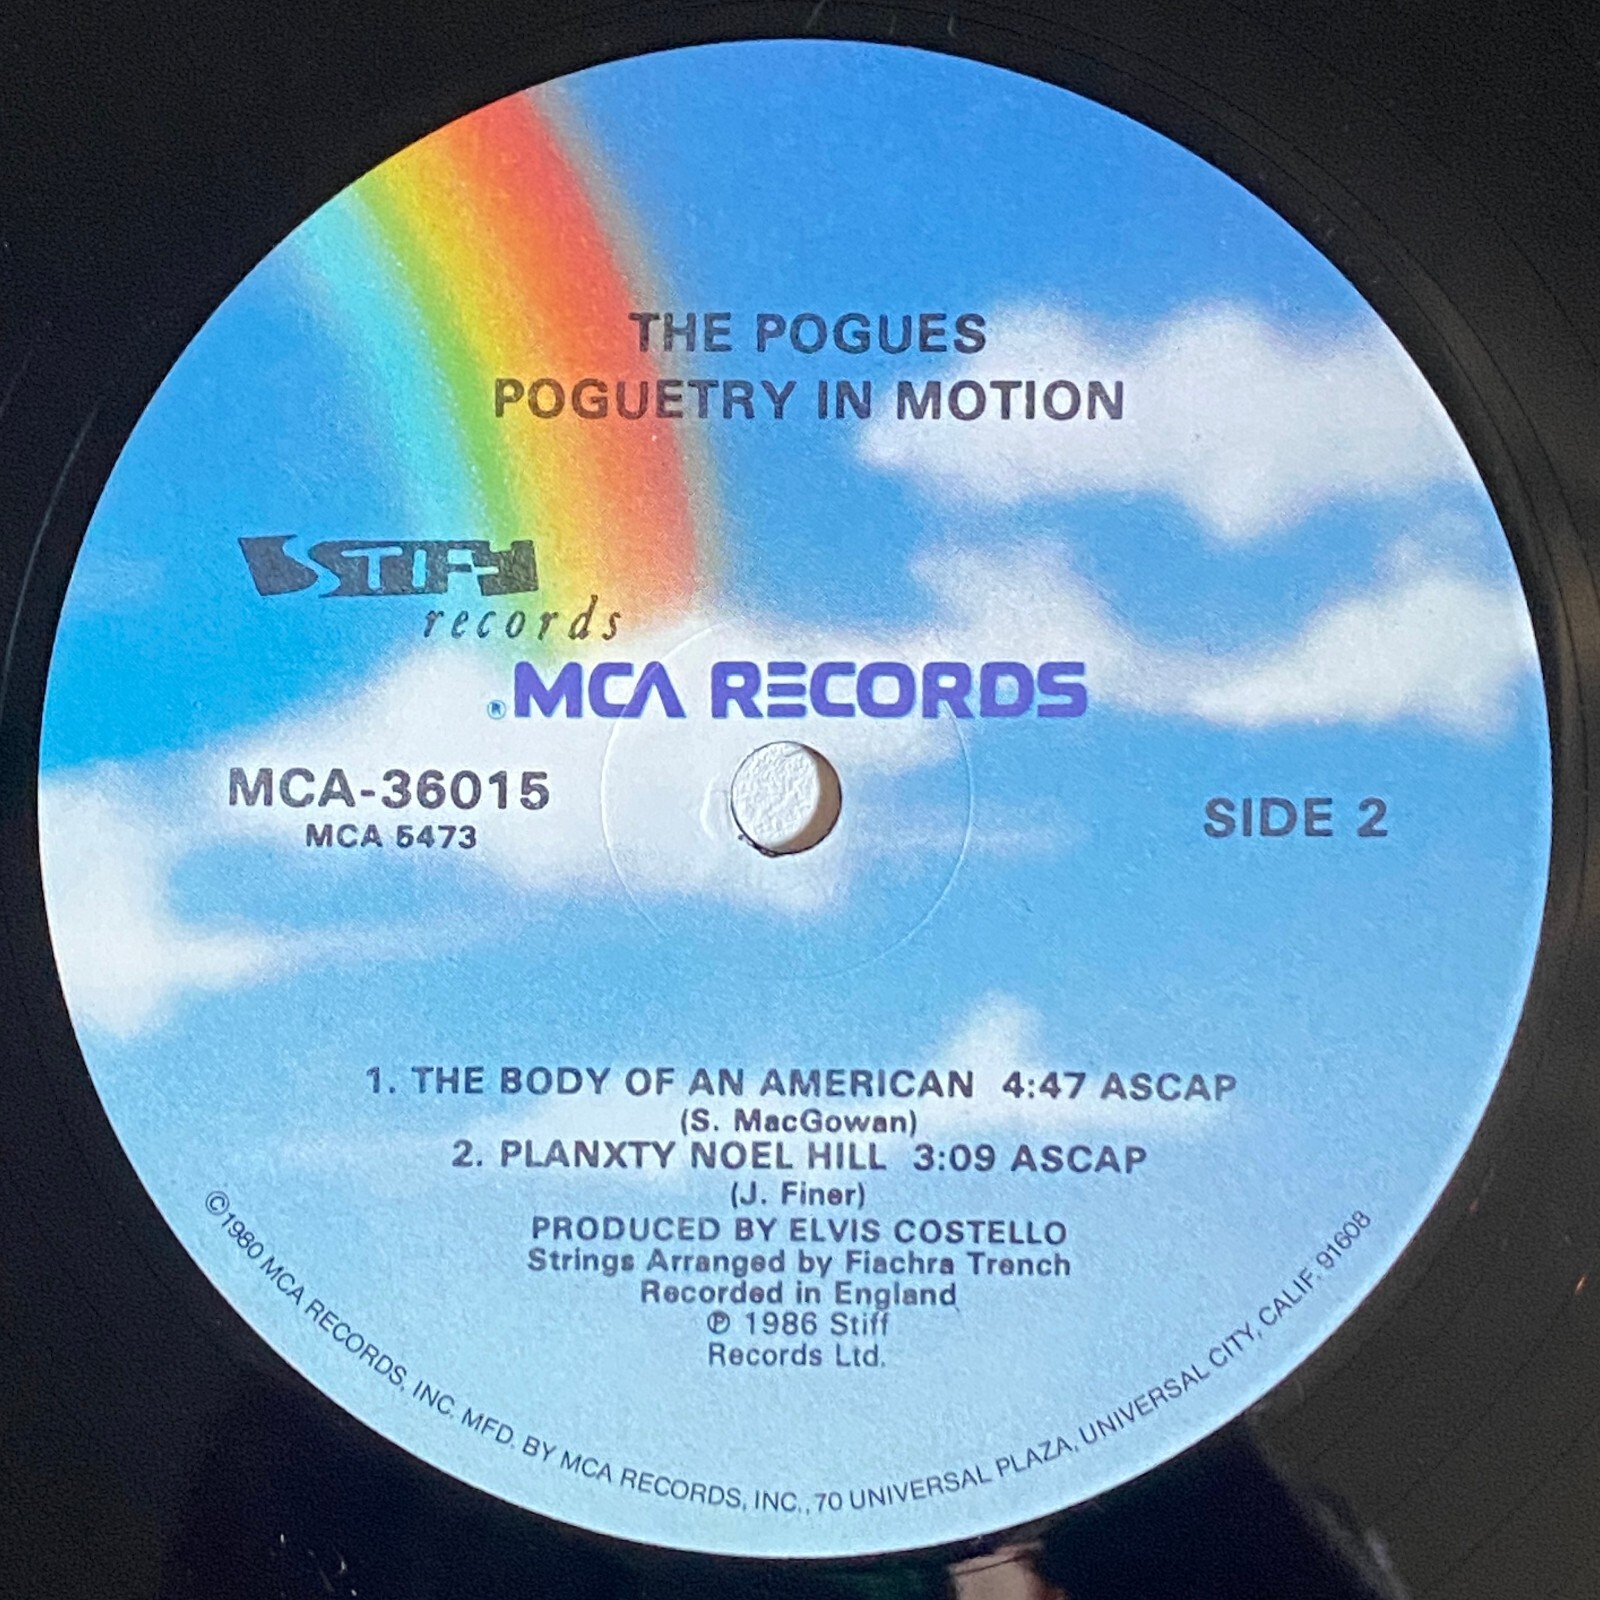 THE POGUES
POGUETRY IN MOTION
STIFF
records
® MCA RECORDS
MCA-36015
MCA 5473
SIDE 2
1. THE BODY OF AN AMERICAN 4:47 ASCAP
(S. MacGowan)
2. PLANXTY NOEL HILL 3:09 ASCAP
(J. Finer)
PRODUCED BY ELVIS COSTELLO
Strings Arranged by Fiachra Trench
Recorded in England
℗ 1986 Stiff
Records Ltd.
©1980 MCA RECORDS, INC. MFD. BY MCA RECORDS, INC., 70 UNIVERSAL PLAZA, UNIVERSAL CITY, CALIF. 91608